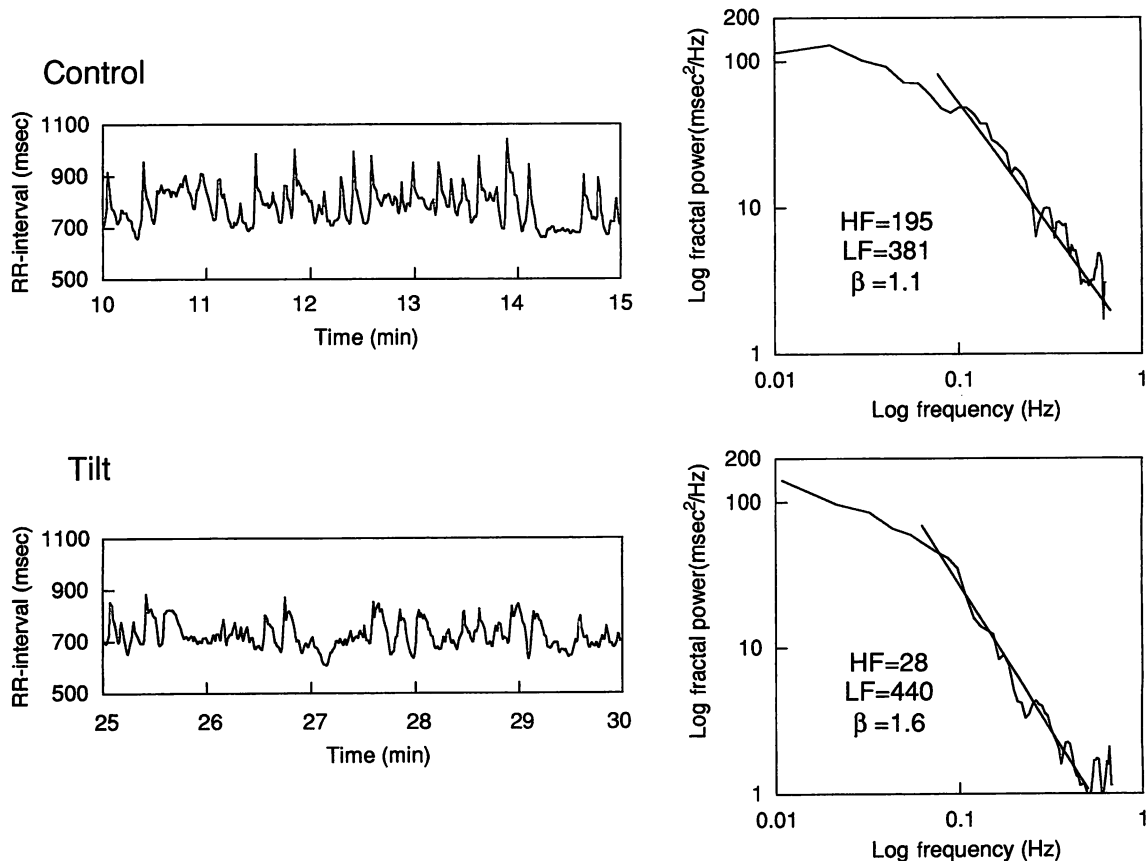 Control
RR-interval (msec)
1100
900
700
500
10 11 12 13 14 15
Time (min)
Log fractal power(msec²/Hz)
200
100
10
1
HF=195
LF=381
β =1.1
0.01 0.1 1
Log frequency (Hz)
Tilt
RR-interval (msec)
1100
900
700
500
25 26 27 28 29 30
Time (min)
Log fractal power(msec²/Hz)
200
100
10
1
HF=28
LF=440
β =1.6
0.01 0.1 1
Log frequency (Hz)